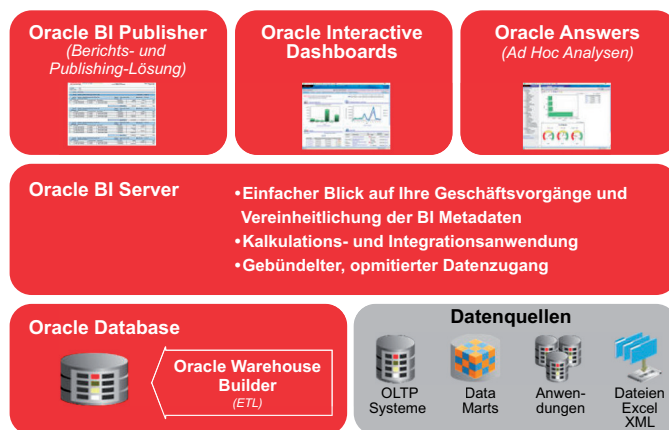 Oracle BI Publisher
(Berichts- und
Publishing-Lösung)
Oracle Interactive
Dashboards
Oracle Answers
(Ad Hoc Analysen)
Oracle BI Server
•Einfacher Blick auf Ihre Geschäftsvorgänge und
Vereinheitlichung der BI Metadaten
•Kalkulations- und Integrationsanwendung
•Gebündelter, opmitierter Datenzugang
Oracle Database
Oracle Warehouse
Builder
(ETL)
Datenquellen
OLTP
Systeme
Data
Marts
Anwen-
dungen
Dateien
Excel
XML